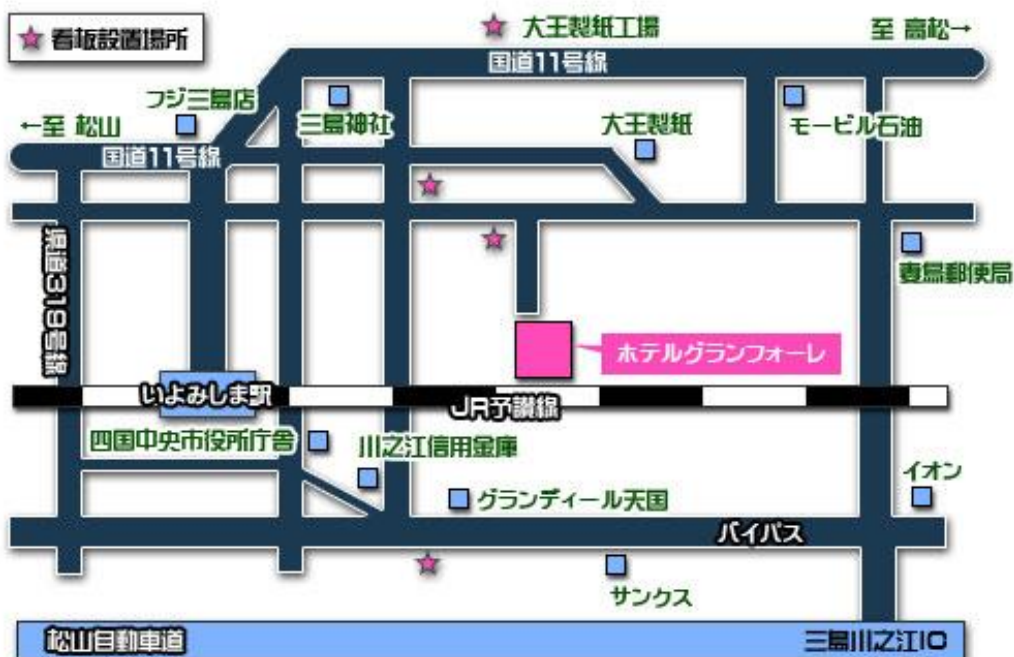 看板設置場所
大王製紙工場
至 高松→
国道11号線
フジ三島店
三島神社
大王製紙
モービル石油
←至 松山
国道11号線
県道319号線
妻鳥郵便局
ホテルグランフォーレ
いよみしま駅
JR予讃線
四国中央市役所庁舎
川之江信用金庫
イオン
グランディール天国
バイパス
サンクス
松山自動車道
三島川之江IC